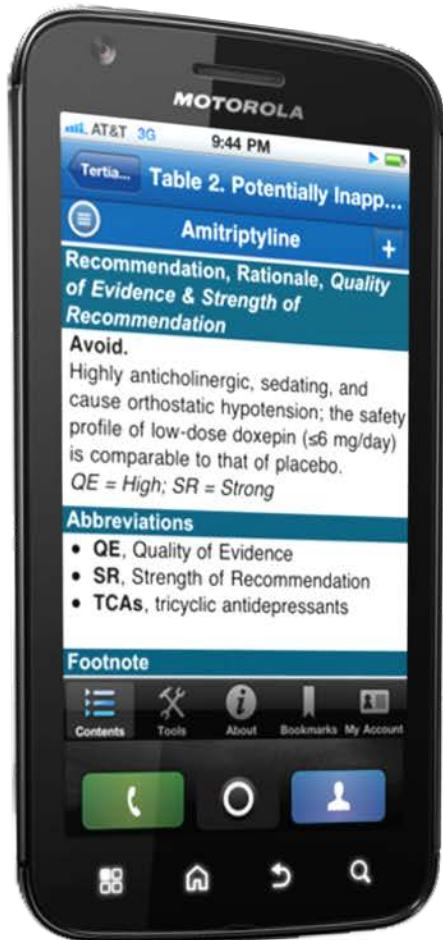 MOTOROLA
AT&T 3G 9:44 PM
Tertia... Table 2. Potentially Inapp...
Amitriptyline +
Recommendation, Rationale, Quality
of Evidence & Strength of
Recommendation
Avoid.
Highly anticholinergic, sedating, and
cause orthostatic hypotension; the safety
profile of low-dose doxepin (≤6 mg/day)
is comparable to that of placebo.
QE = High; SR = Strong
Abbreviations
• QE, Quality of Evidence
• SR, Strength of Recommendation
• TCAs, tricyclic antidepressants
Footnote
Contents Tools About Bookmarks My Account